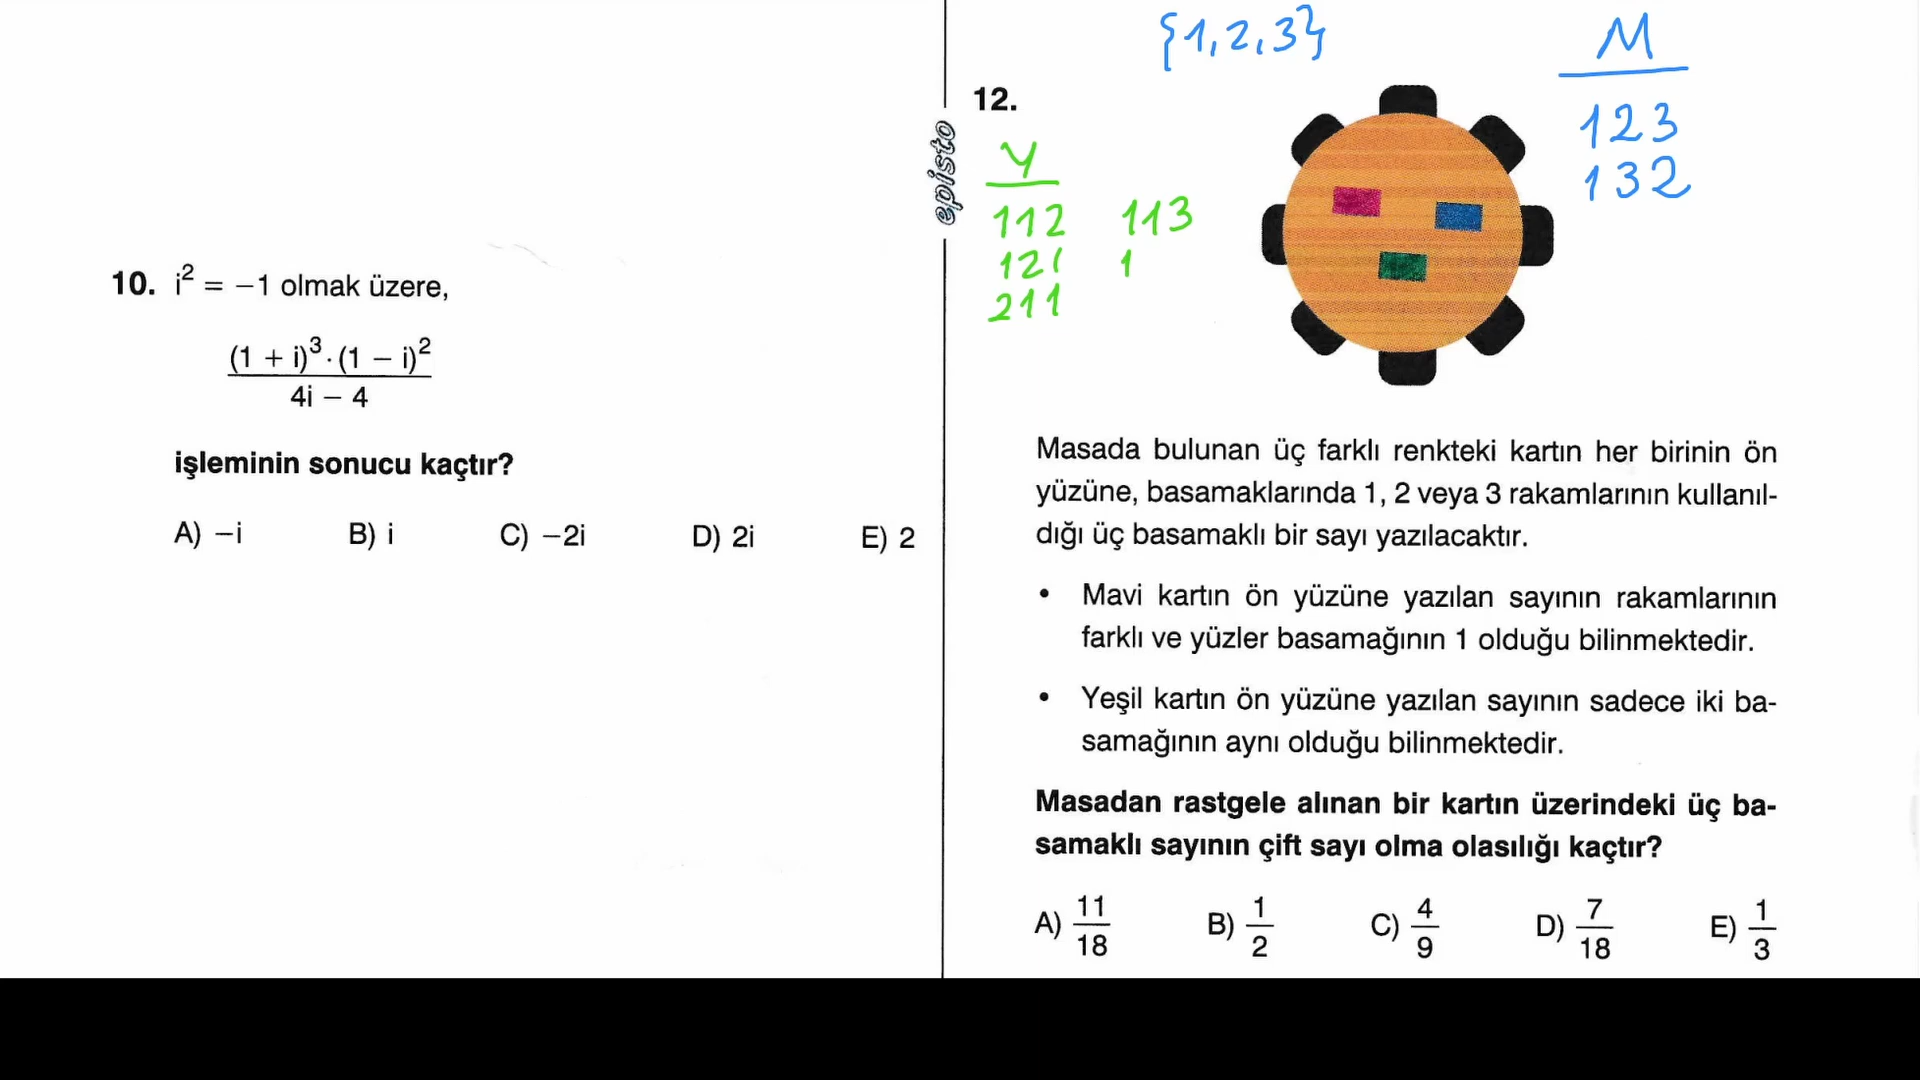 10. i² = −1 olmak üzere,
(1 + i)³ · (1 − i)²
4i − 4
işleminin sonucu kaçtır?
A) −i B) i C) −2i D) 2i E) 2
episto
{1,2,3}
M
123
132
12.
Y
112 113
121 1
211
Masada bulunan üç farklı renkteki kartın her birinin ön
yüzüne, basamaklarında 1, 2 veya 3 rakamlarının kullanıl-
dığı üç basamaklı bir sayı yazılacaktır.
• Mavi kartın ön yüzüne yazılan sayının rakamlarının
farklı ve yüzler basamağının 1 olduğu bilinmektedir.
• Yeşil kartın ön yüzüne yazılan sayının sadece iki ba-
samağının aynı olduğu bilinmektedir.
Masadan rastgele alınan bir kartın üzerindeki üç ba-
samaklı sayının çift sayı olma olasılığı kaçtır?
A) 11/18 B) 1/2 C) 4/9 D) 7/18 E) 1/3